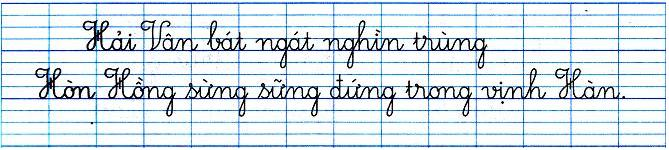 Hải Vân bát ngát nghìn trùng
Hòn Hồng sừng sững đứng trong vịnh Hàn.